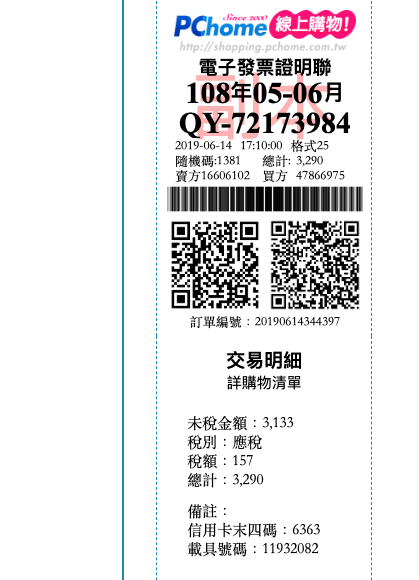 Since 2000
PChome 線上購物!
http://shopping.pchome.com.tw
電子發票證明聯
副本
108年05-06月
QY-72173984
2019-06-14 17:10:00 格式25
隨機碼:1381 總計: 3,290
賣方16606102 買方 47866975
訂單編號：20190614344397
交易明細
詳購物清單
未稅金額：3,133
稅別：應稅
稅額：157
總計：3,290
備註：
信用卡末四碼：6363
載具號碼：11932082